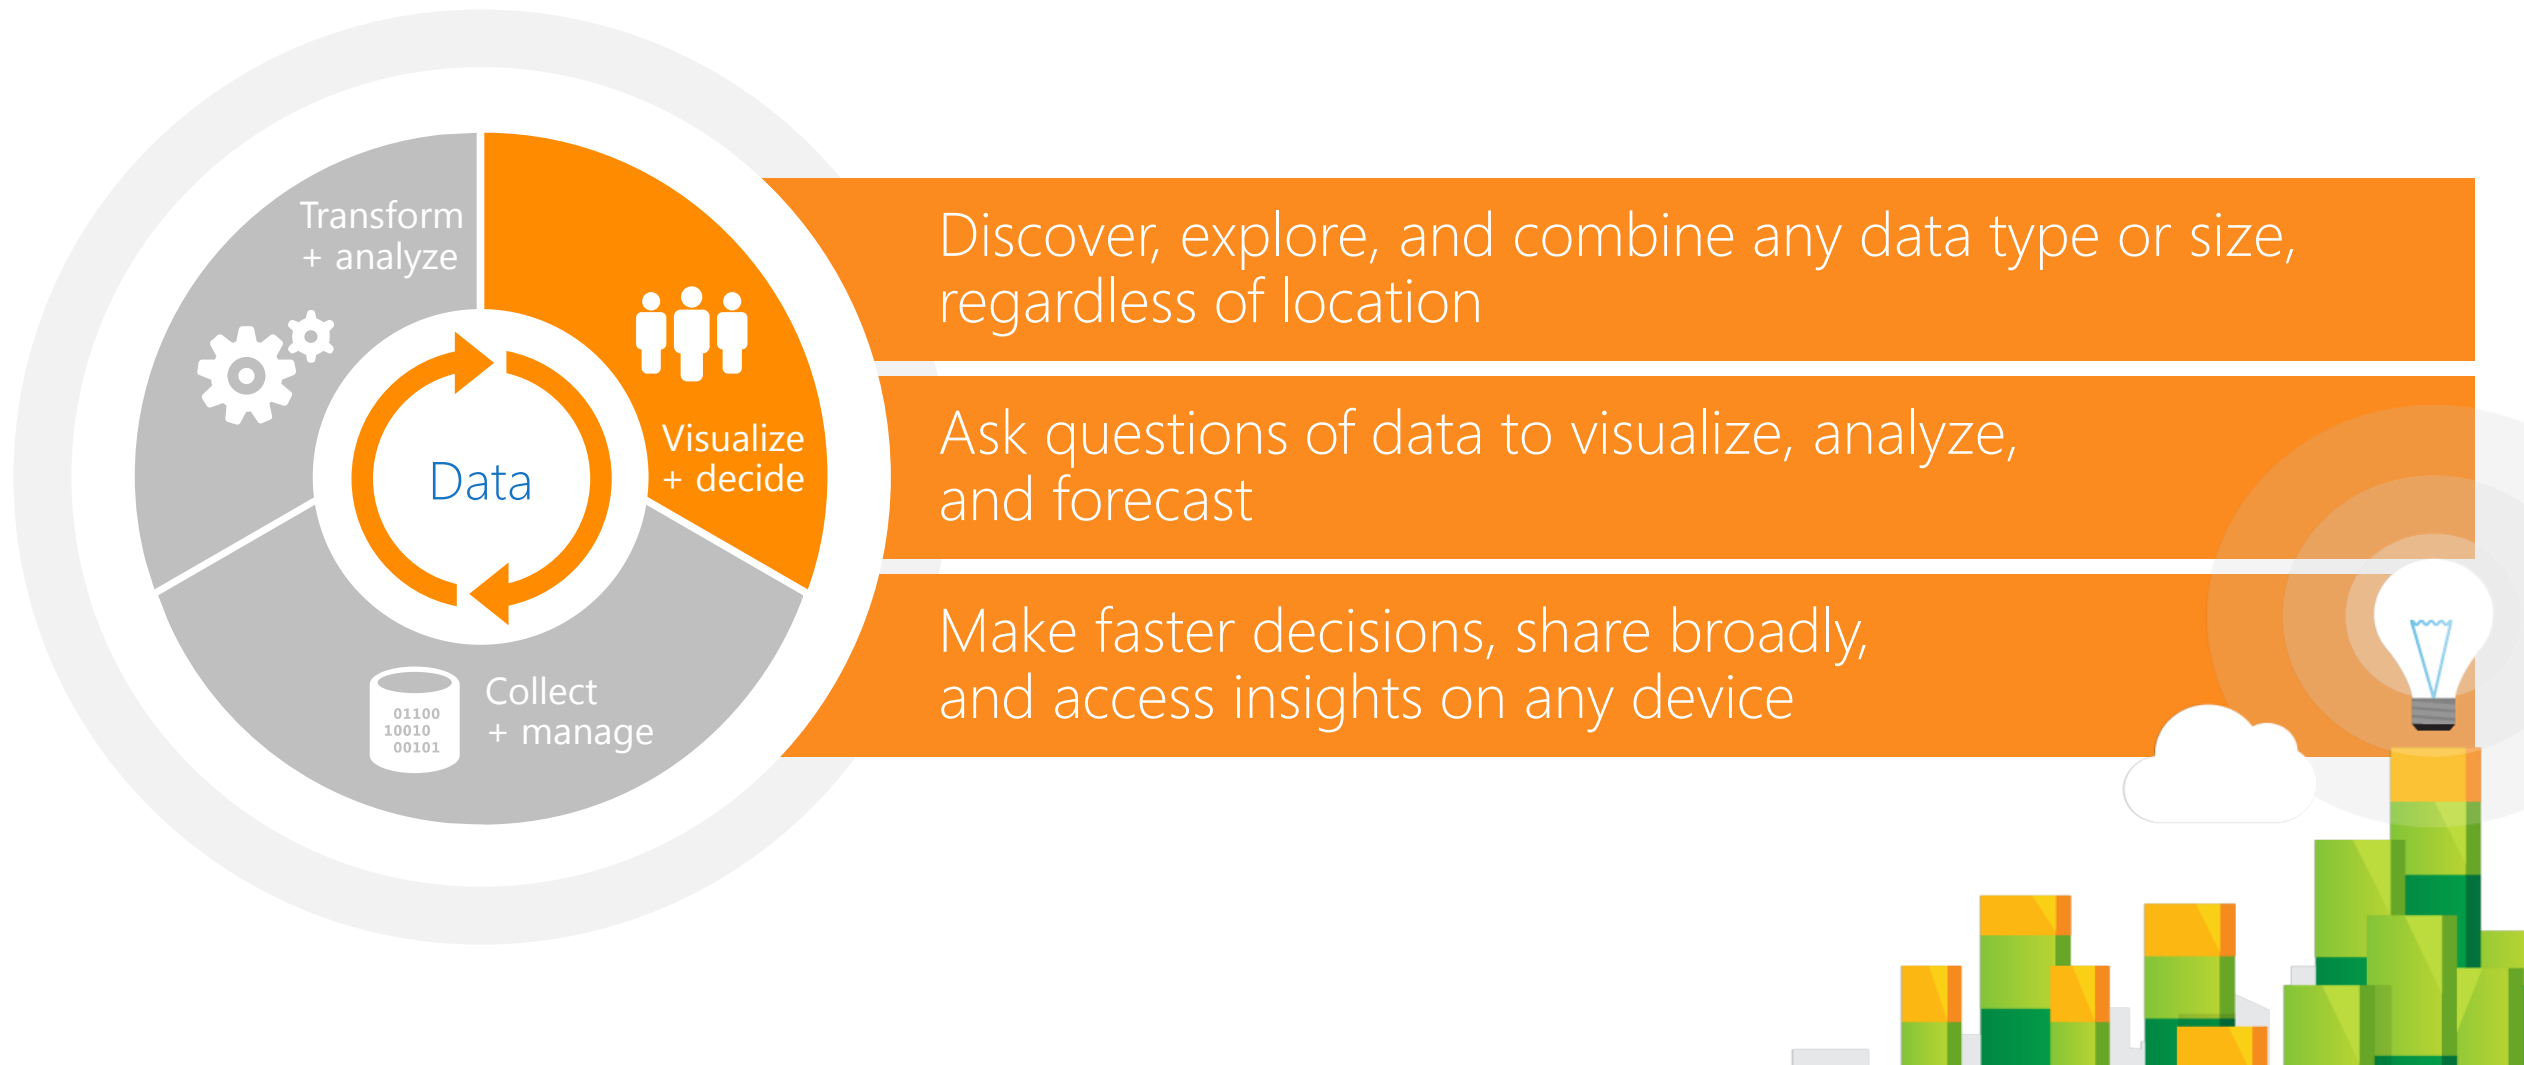 Transform
+ analyze
Visualize
+ decide
Data
Collect
+ manage
01100
10010
00101
Discover, explore, and combine any data type or size,
regardless of location
Ask questions of data to visualize, analyze,
and forecast
Make faster decisions, share broadly,
and access insights on any device